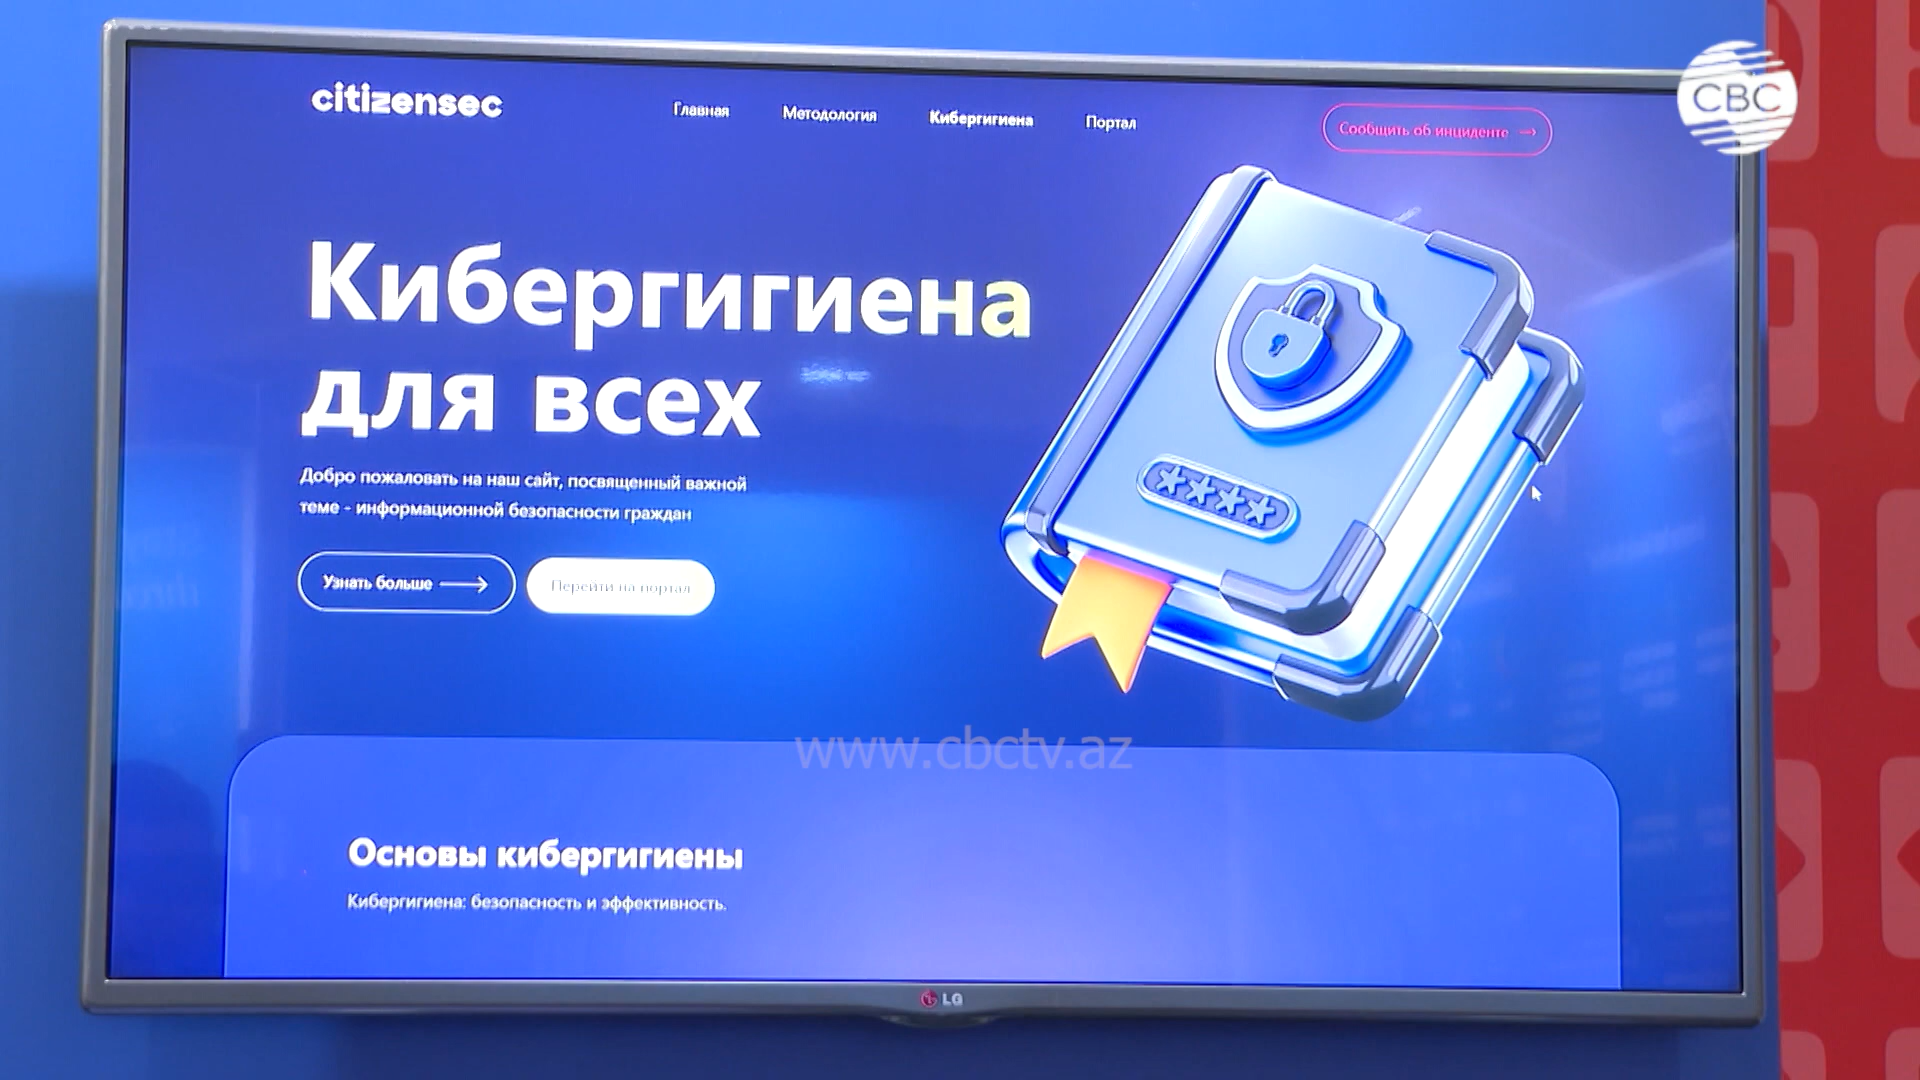 citizensec
Главная
Методология
Кибергигиена
Портал
Сообщить об инциденте →
CBC
Кибергигиена
для всех
Добро пожаловать на наш сайт, посвященный важной
теме - информационной безопасности граждан
Узнать больше
Перейти на портал
****
www.cbctv.az
Основы кибергигиены
Кибергигиена: безопасность и эффективность.
LG